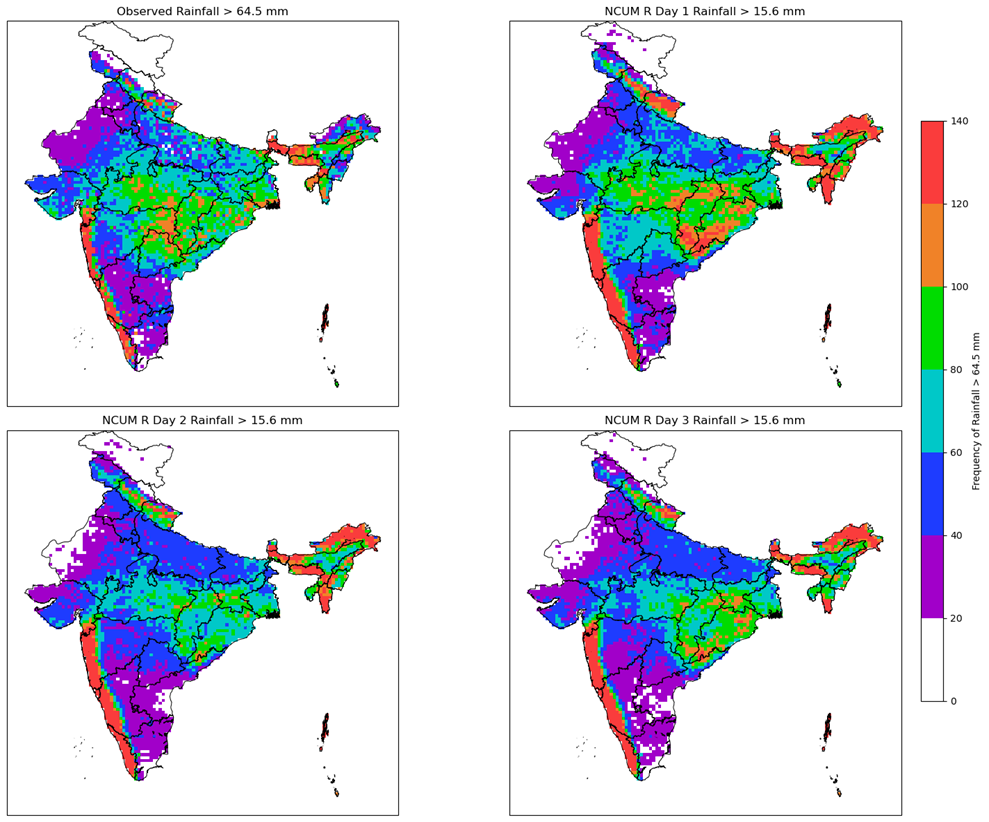 Observed Rainfall > 64.5 mm
NCUM R Day 1 Rainfall > 15.6 mm
NCUM R Day 2 Rainfall > 15.6 mm
NCUM R Day 3 Rainfall > 15.6 mm
140
120
100
80
60
40
20
0
Frequency of Rainfall > 64.5 mm